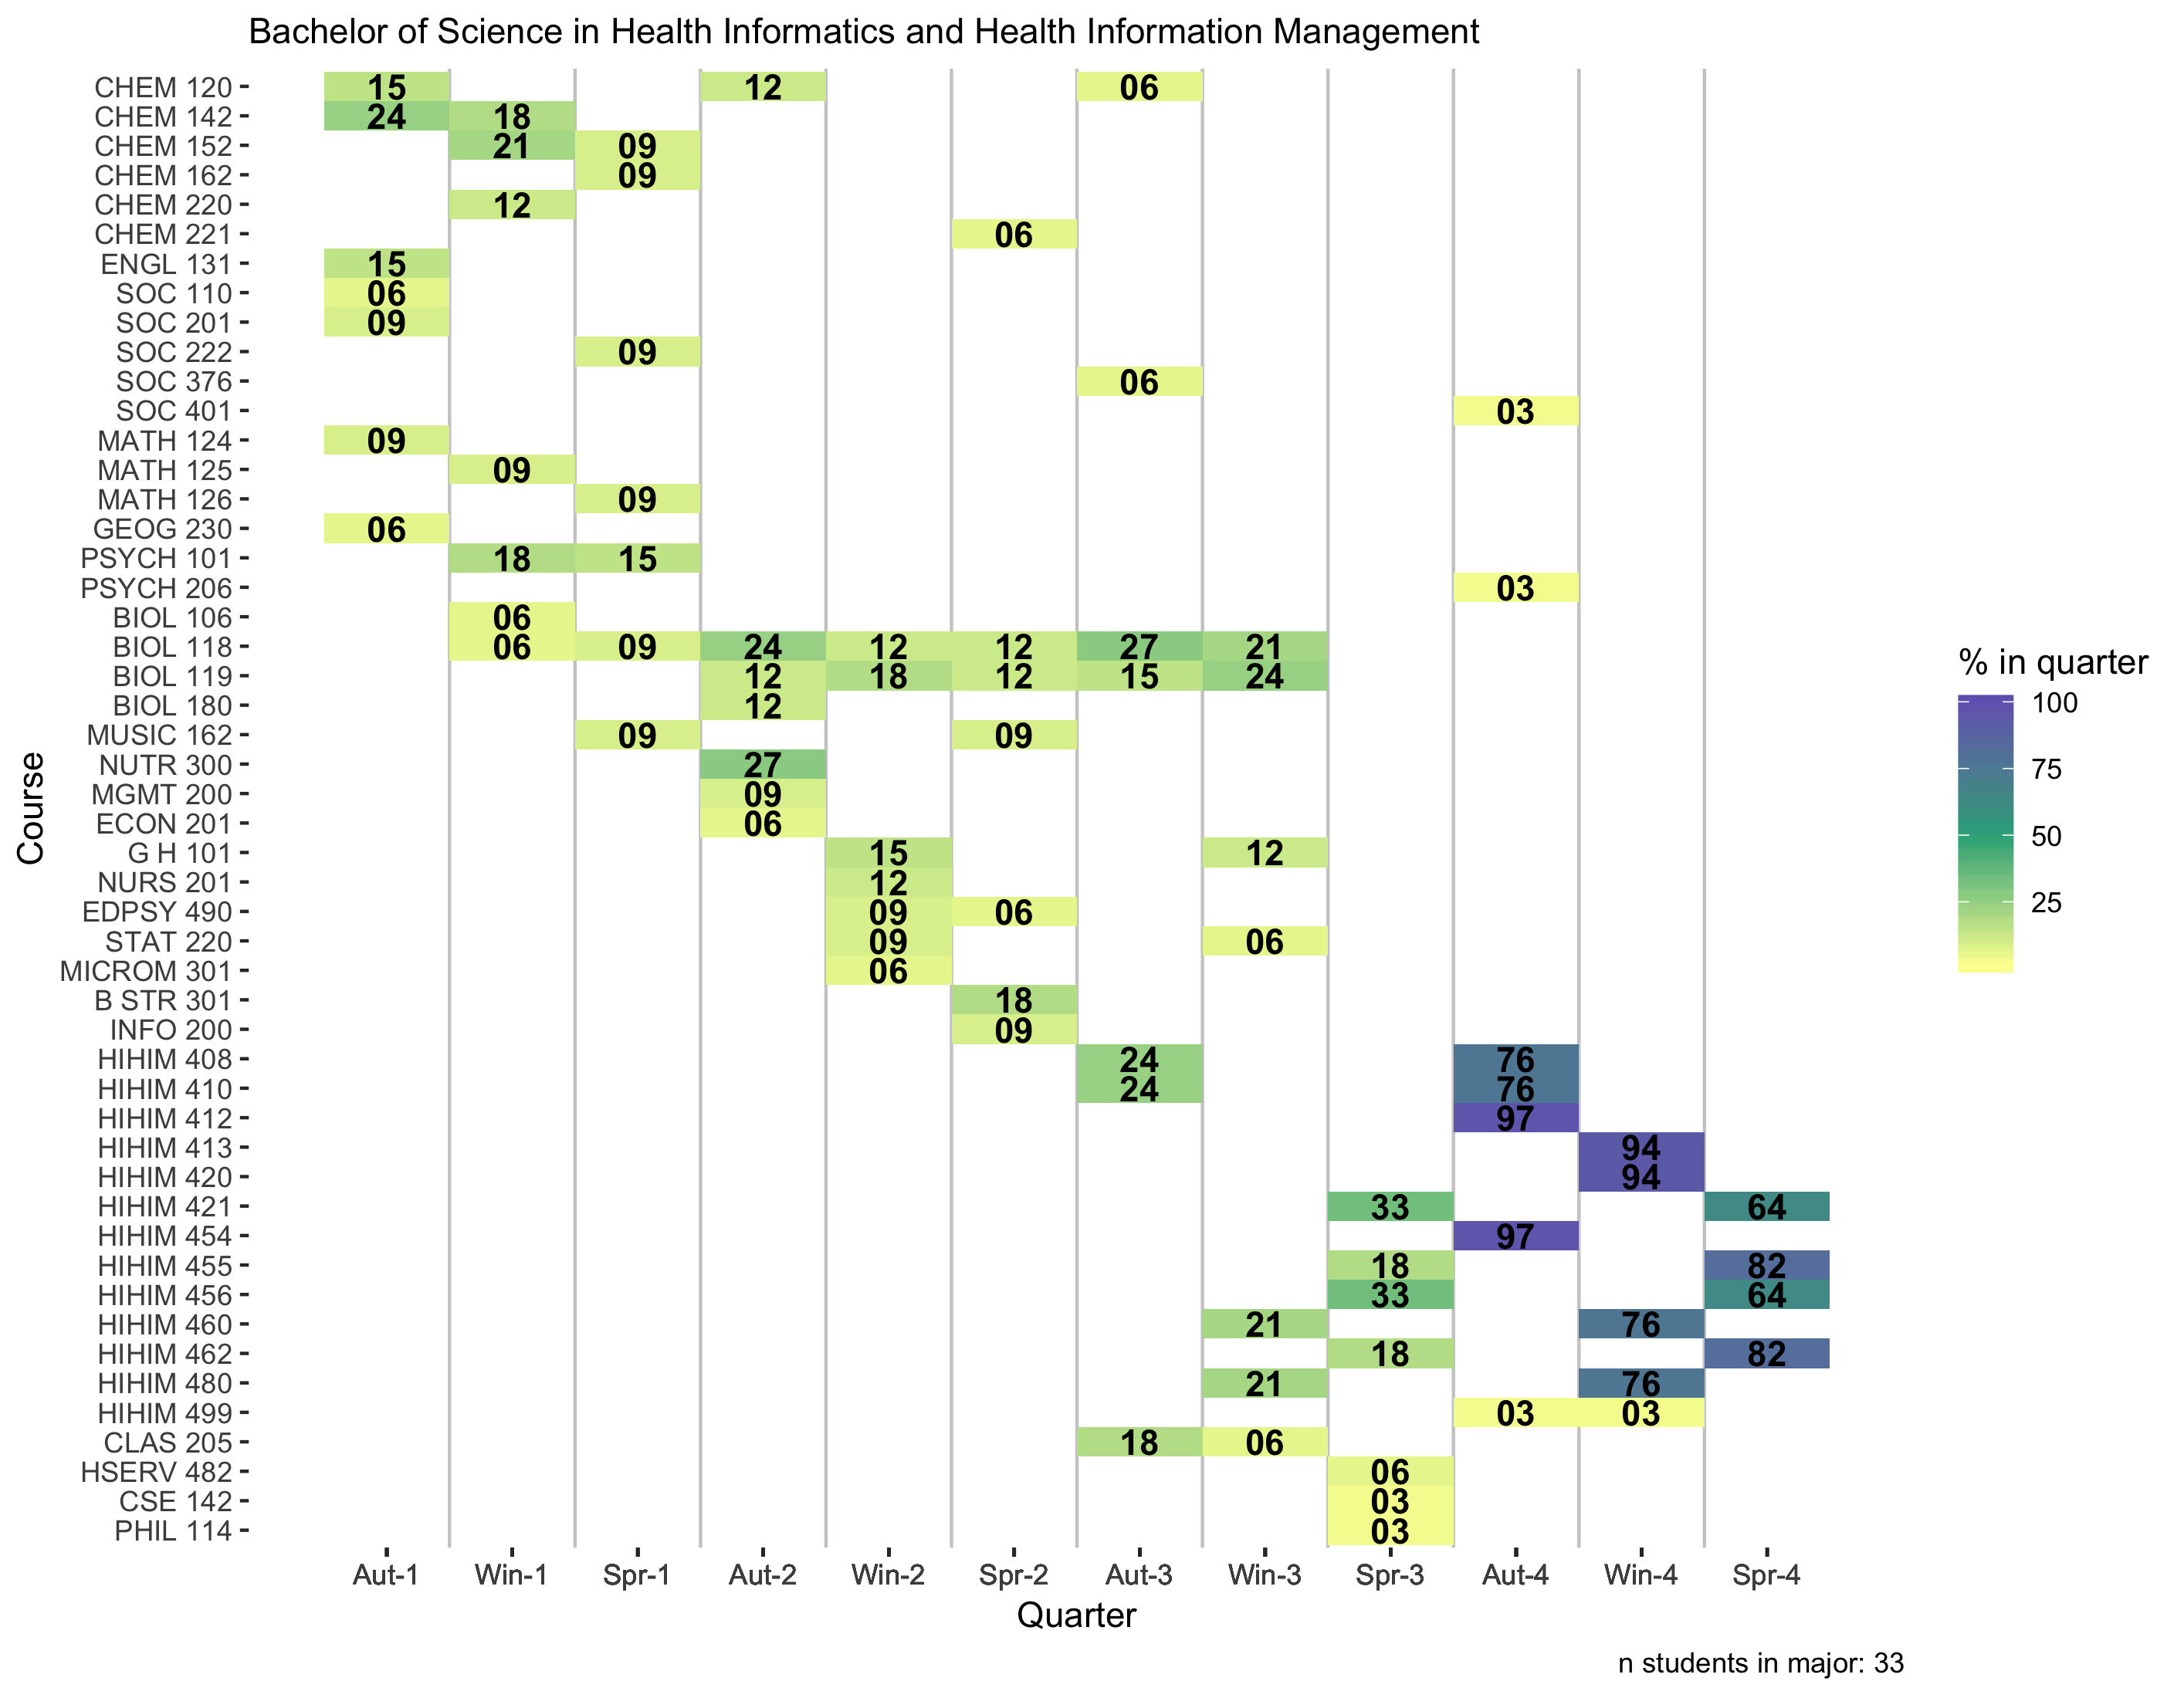 Bachelor of Science in Health Informatics and Health Information Management
CHEM 120 15 12 06
CHEM 142 24 18
CHEM 152 21 09
CHEM 162 09
CHEM 220 12
CHEM 221 06
ENGL 131 15
SOC 110 06
SOC 201 09
SOC 222 09
SOC 376 06
SOC 401 03
MATH 124 09
MATH 125 09
MATH 126 09
GEOG 230 06
PSYCH 101 18 15
PSYCH 206 03
BIOL 106 06
BIOL 118 06 09 24 12 12 27 21
BIOL 119 12 18 12 15 24
BIOL 180 12
MUSIC 162 09 09
NUTR 300 27
MGMT 200 09
ECON 201 06
G H 101 15 12
NURS 201 12
EDPSY 490 09 06
STAT 220 09 06
MICROM 301 06
B STR 301 18
INFO 200 09
HIHIM 408 24 76
HIHIM 410 24 76
HIHIM 412 97
HIHIM 413 94
HIHIM 420 94
HIHIM 421 33 64
HIHIM 454 97
HIHIM 455 18 82
HIHIM 456 33 64
HIHIM 460 21 76
HIHIM 462 18 82
HIHIM 480 21 76
HIHIM 499 03 03
CLAS 205 18 06
HSERV 482 06
CSE 142 03
PHIL 114 03
Course
Aut-1 Win-1 Spr-1 Aut-2 Win-2 Spr-2 Aut-3 Win-3 Spr-3 Aut-4 Win-4 Spr-4
Quarter
% in quarter
100
75
50
25
n students in major: 33